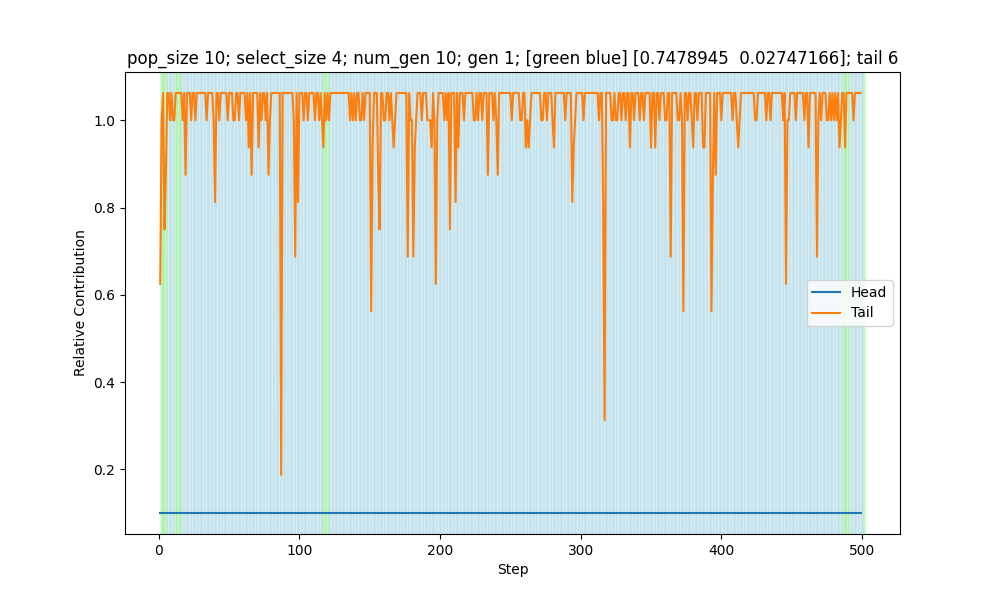 pop_size 10; select_size 4; num_gen 10; gen 1; [green blue] [0.7478945  0.02747166]; tail 6
Relative Contribution
1.0
0.8
0.6
0.4
0.2
Head
Tail
0 100 200 300 400 500
Step